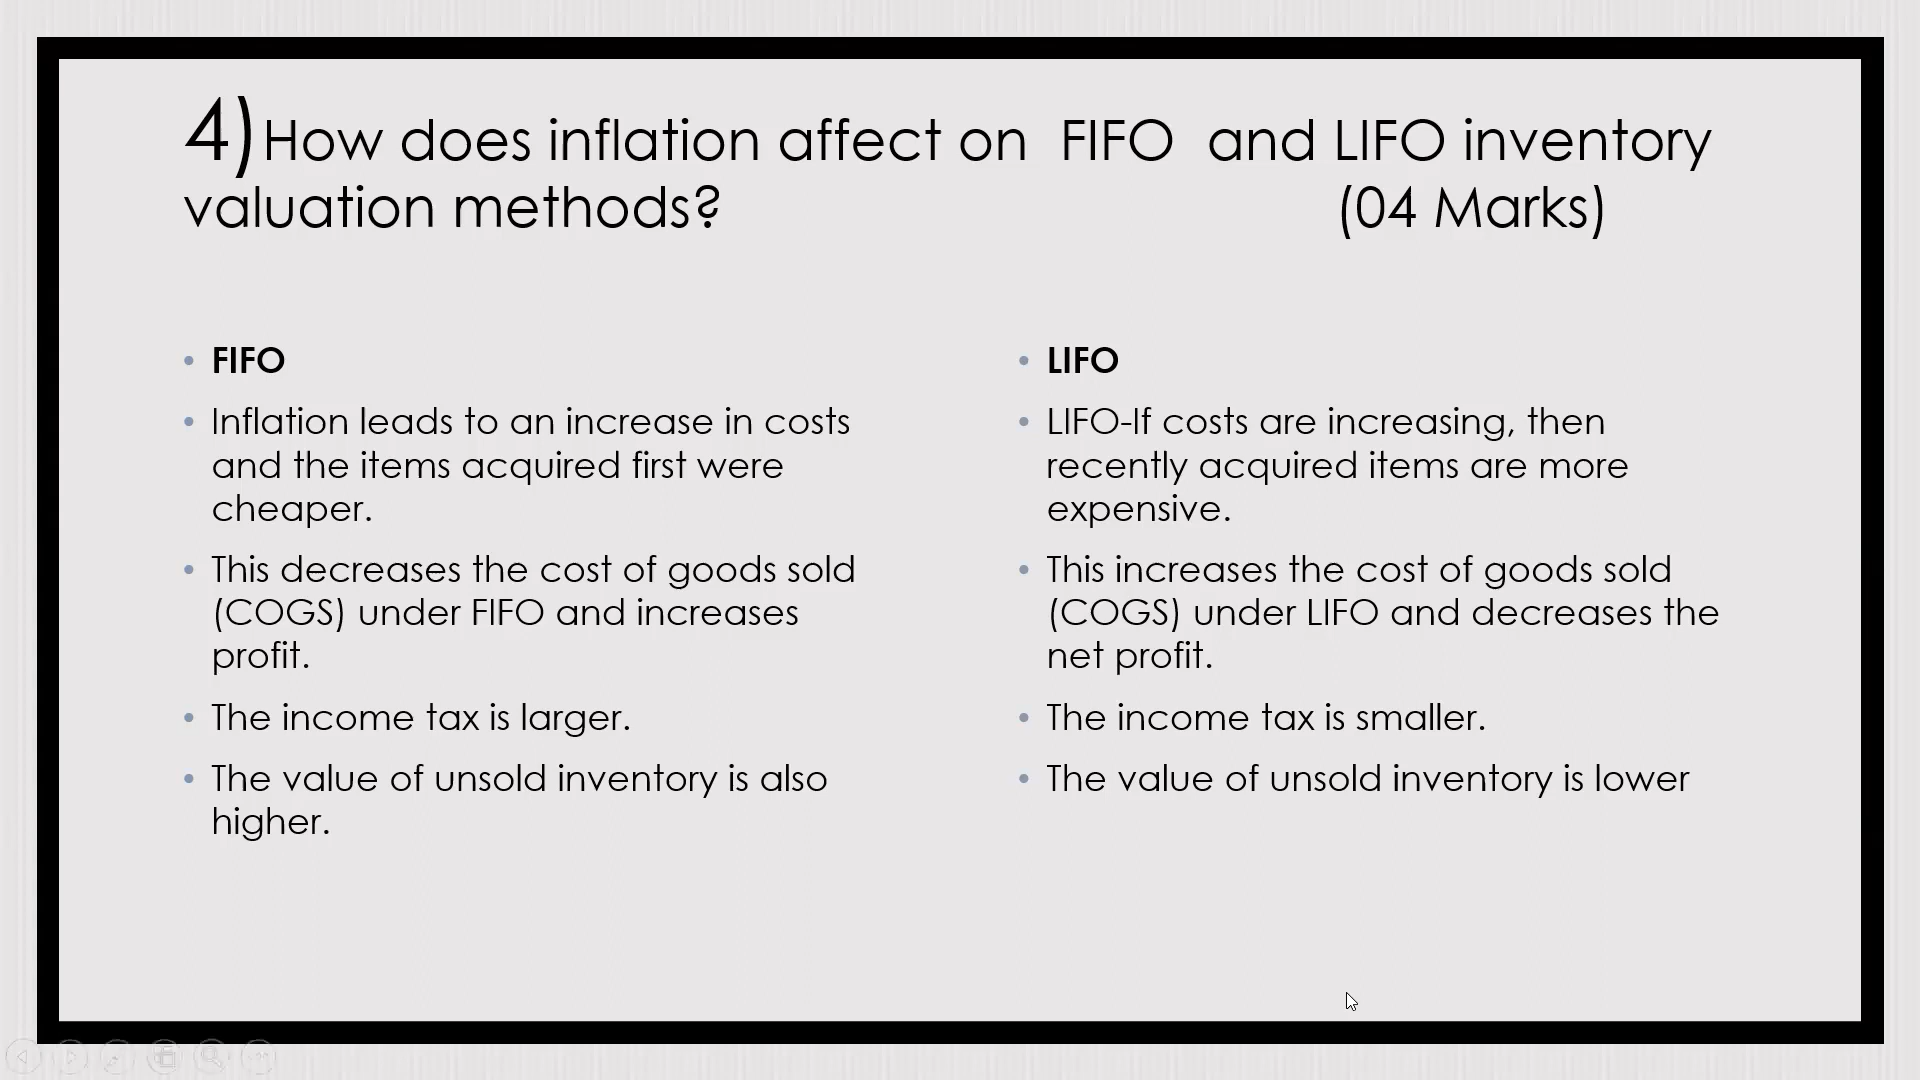 4)How does inflation affect on FIFO and LIFO inventory
valuation methods? (04 Marks)
• FIFO
• Inflation leads to an increase in costs
and the items acquired first were
cheaper.
• This decreases the cost of goods sold
(COGS) under FIFO and increases
profit.
• The income tax is larger.
• The value of unsold inventory is also
higher.
• LIFO
• LIFO-If costs are increasing, then
recently acquired items are more
expensive.
• This increases the cost of goods sold
(COGS) under LIFO and decreases the
net profit.
• The income tax is smaller.
• The value of unsold inventory is lower